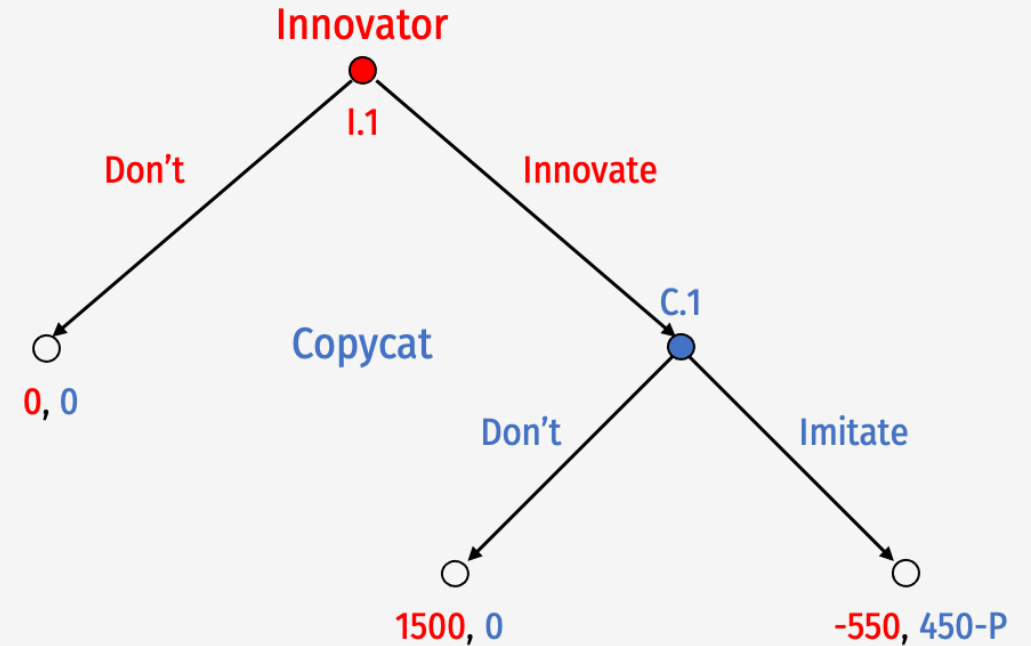 Innovator
I.1
Don't
Innovate
C.1
Copycat
0, 0
Don't
Imitate
1500, 0
-550, 450-P